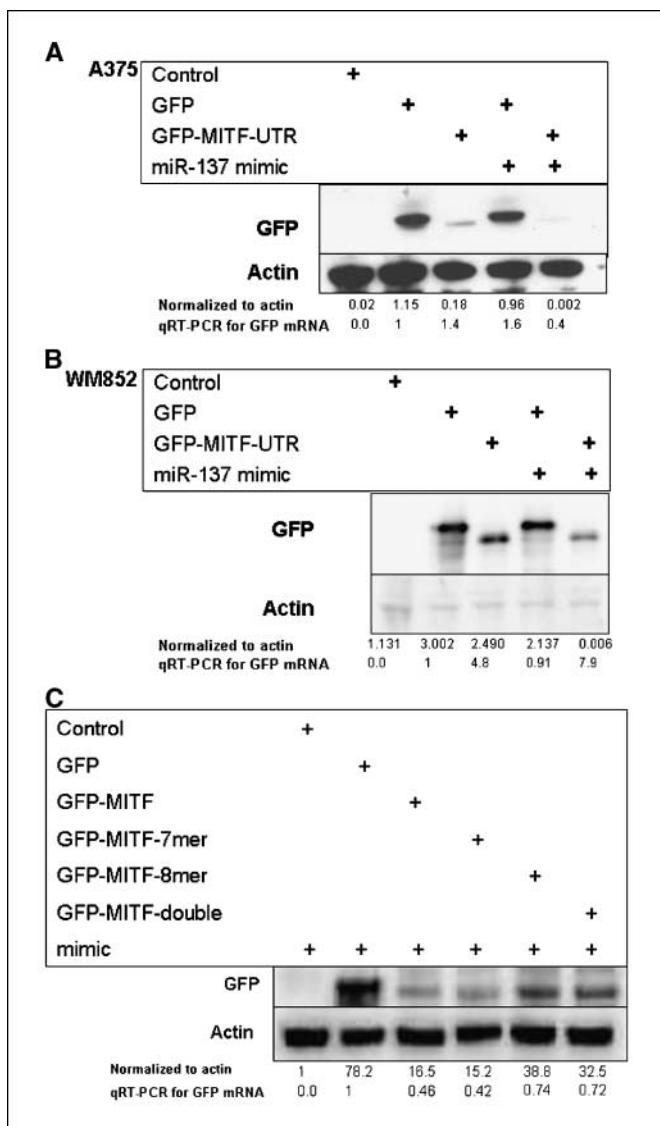 A
A375
Control +
GFP + +
GFP-MITF-UTR + +
miR-137 mimic + +
GFP
Actin
Normalized to actin 0.02 1.15 0.18 0.96 0.002
qRT-PCR for GFP mRNA 0.0 1 1.4 1.6 0.4
B
WM852
Control +
GFP + +
GFP-MITF-UTR + +
miR-137 mimic + +
GFP
Actin
Normalized to actin 1.131 3.002 2.490 2.137 0.006
qRT-PCR for GFP mRNA 0.0 1 4.8 0.91 7.9
C
Control +
GFP +
GFP-MITF +
GFP-MITF-7mer +
GFP-MITF-8mer +
GFP-MITF-double +
mimic + + + + + +
GFP
Actin
Normalized to actin 1 78.2 16.5 15.2 38.8 32.5
qRT-PCR for GFP mRNA 0.0 1 0.46 0.42 0.74 0.72